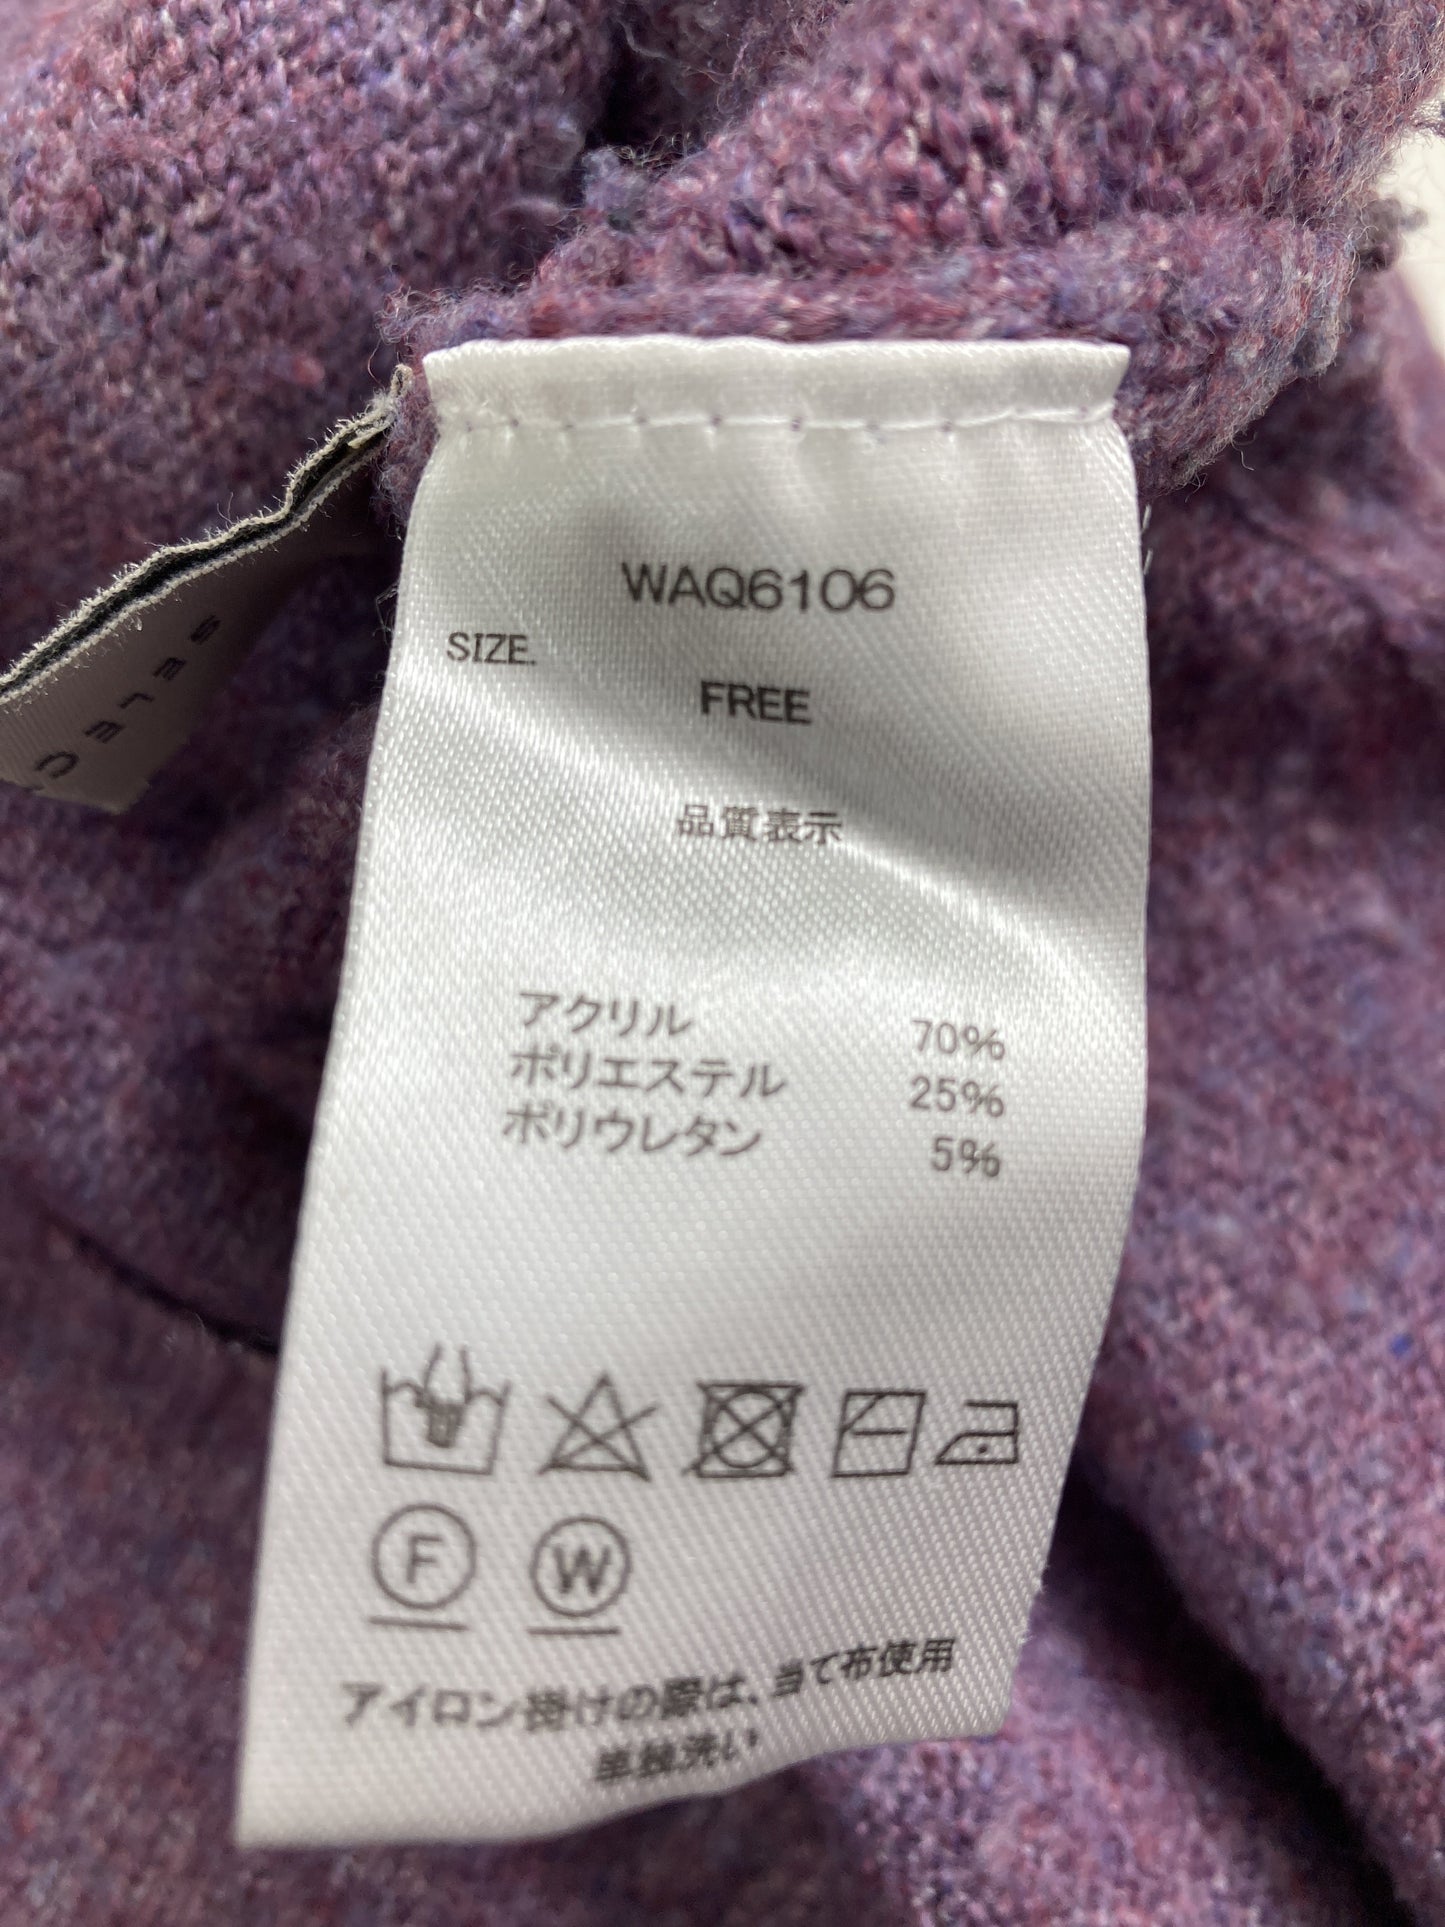 WAQ6106
SIZE.
FREE
品質表示
アクリル 70%
ポリエステル 25%
ポリウレタン 5%
F W
アイロン掛けの際は、当て布使用
単独洗い